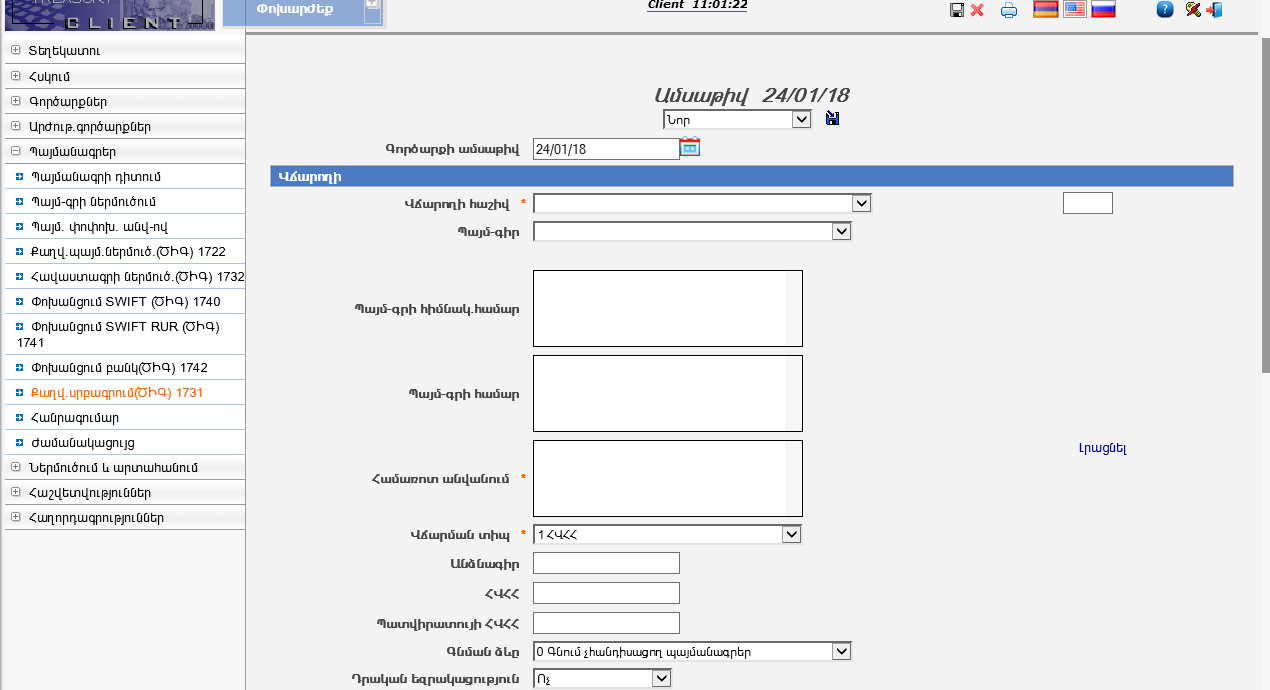 TREASURY
CLIENT
Փոխարժեք
Client 11:01:22
Տեղեկատու
Հսկում
Գործարքներ
Արժութ.գործարքներ
Պայմանագրեր
Պայմանագրի դիտում
Պայմ-գրի ներմուծում
Պայմ. փոփոխ. անվ-ով
Քաղվ.պայմ.ներմուծ.(ԾԻԳ) 1722
Հավաստագրի ներմուծ.(ԾԻԳ) 1732
Փոխանցում SWIFT (ԾԻԳ) 1740
Փոխանցում SWIFT RUR (ԾԻԳ)
1741
Փոխանցում բանկ(ԾԻԳ) 1742
Քաղվ.սրբագրում(ԾԻԳ) 1731
Հանրագումար
Ժամանակացույց
Ներմուծում և արտահանում
Հաշվետվություններ
Հաղորդագրություններ
Ամսաթիվ 24/01/18
Նոր
Գործարքի ամսաթիվ 24/01/18
Վճարողի
Վճարողի հաշիվ *
Պայմ-գիր
Պայմ-գրի հիմնակ.համար
Պայմ-գրի համար
Համառոտ անվանում *
Լրացնել
Վճարման տիպ * 1 ՀՎՀՀ
Անձնագիր
ՀՎՀՀ
Պատվիրատույի ՀՎՀՀ
Գնման ձևը 0 Գնում չհանդիսացող պայմանագրեր
Դրական եզրակացություն Ոչ